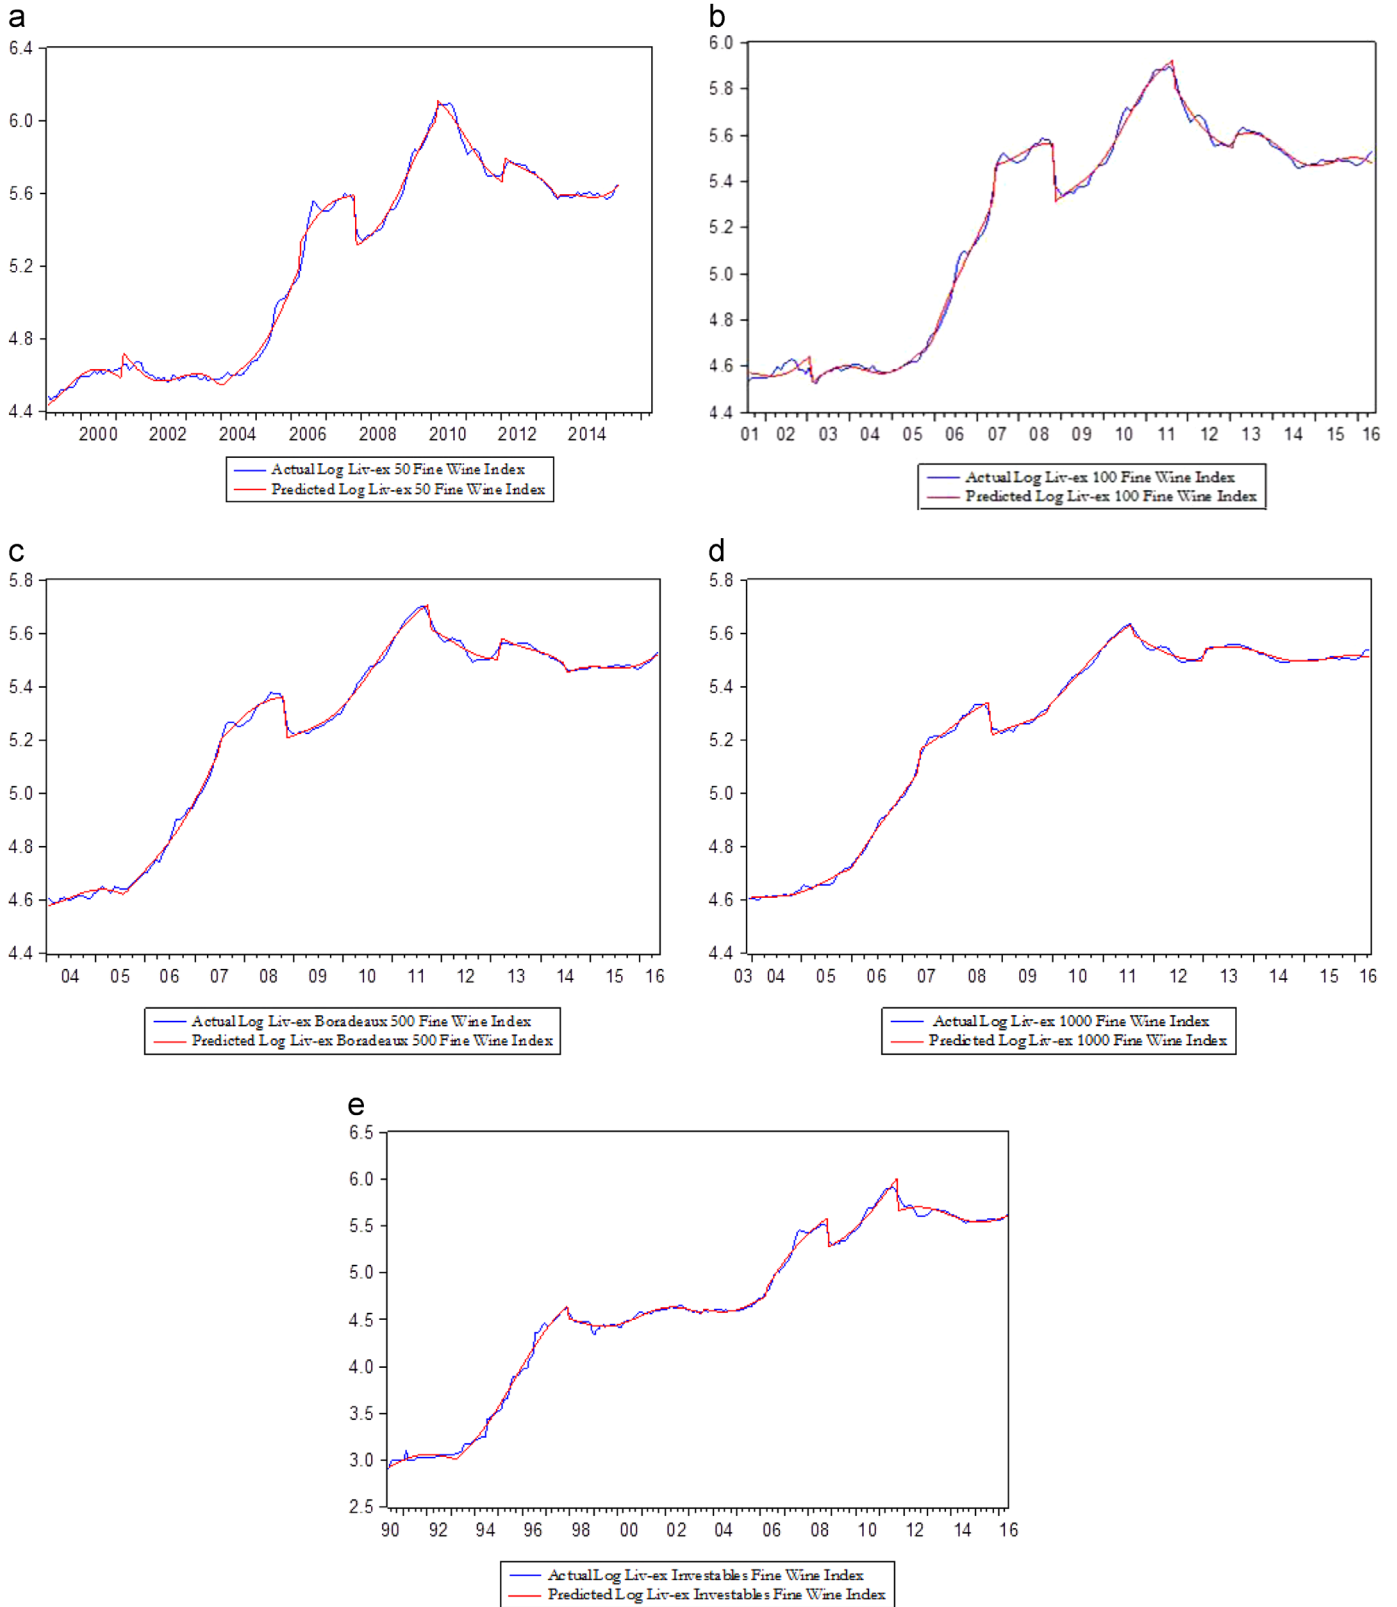 a
6.4
6.0
5.6
5.2
4.8
4.4
2000 2002 2004 2006 2008 2010 2012 2014
Actual Log Liv-ex 50 Fine Wine Index
Predicted Log Liv-ex 50 Fine Wine Index
b
6.0
5.8
5.6
5.4
5.2
5.0
4.8
4.6
4.4
01 02 03 04 05 06 07 08 09 10 11 12 13 14 15 16
Actual Log Liv-ex 100 Fine Wine Index
Predicted Log Liv-ex 100 Fine Wine Index
c
5.8
5.6
5.4
5.2
5.0
4.8
4.6
4.4
04 05 06 07 08 09 10 11 12 13 14 15 16
Actual Log Liv-ex Boradeaux 500 Fine Wine Index
Predicted Log Liv-ex Boradeaux 500 Fine Wine Index
d
5.8
5.6
5.4
5.2
5.0
4.8
4.6
4.4
03 04 05 06 07 08 09 10 11 12 13 14 15 16
Actual Log Liv-ex 1000 Fine Wine Index
Predicted Log Liv-ex 1000 Fine Wine Index
e
6.5
6.0
5.5
5.0
4.5
4.0
3.5
3.0
2.5
90 92 94 96 98 00 02 04 06 08 10 12 14 16
Actual Log Liv-ex Investables Fine Wine Index
Predicted Log Liv-ex Investables Fine Wine Index